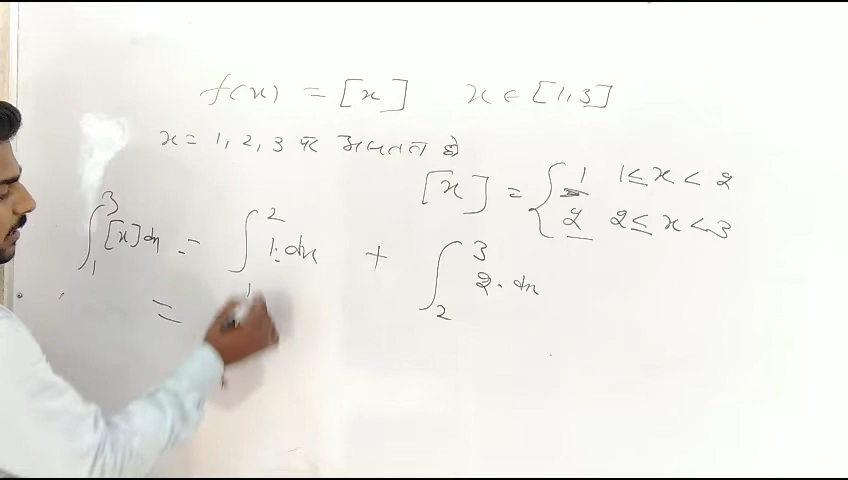 f(x) = [x] x ∈ [1,3]
x = 1, 2, 3 पर असतत है
[x] = { 1 1 ≤ x < 2
2 2 ≤ x < 3
∫₁³ [x] dx = ∫₁² 1·dx + ∫₂³ 2·dx
=